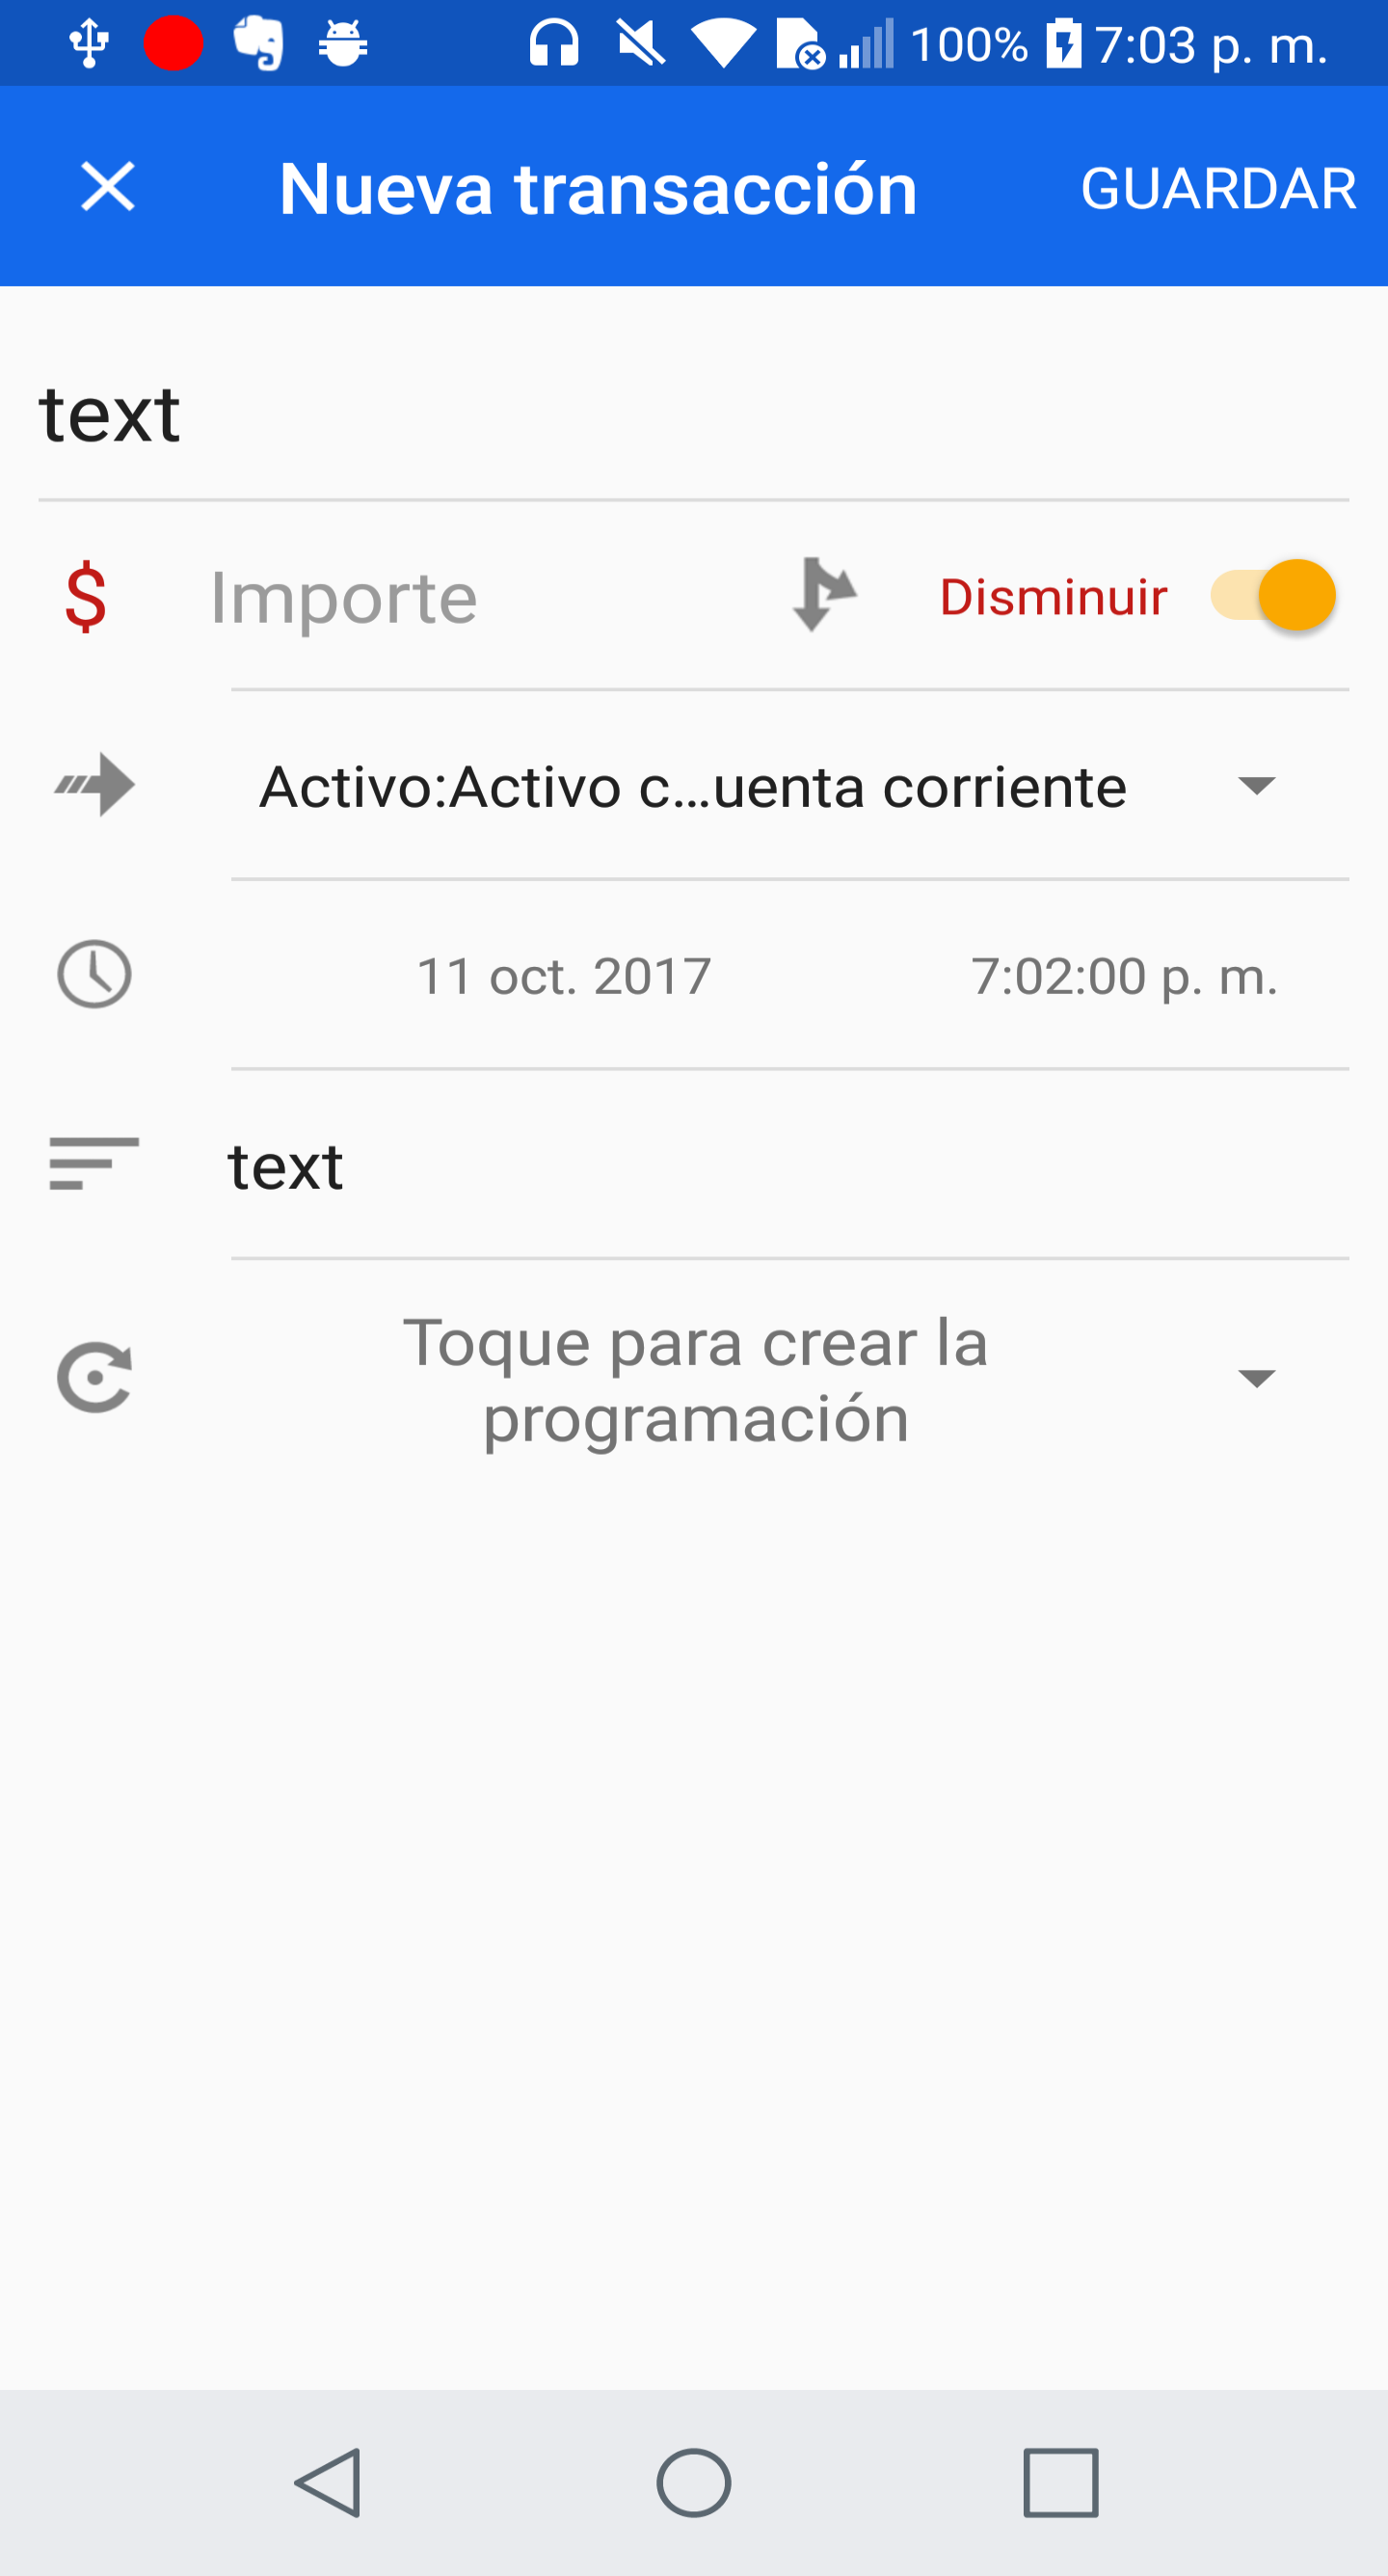 100% 7:03 p. m.
Nueva transacción GUARDAR
text
$ Importe Disminuir
Activo:Activo c...uenta corriente
11 oct. 2017 7:02:00 p. m.
text
Toque para crear la
programación